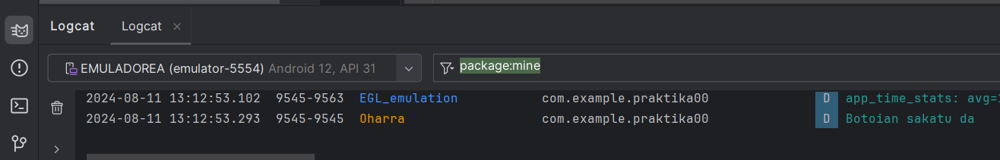 Logcat Logcat ×
EMULADOREA (emulator-5554) Android 12, API 31 package:mine
2024-08-11 13:12:53.102 9545-9563 EGL_emulation com.example.praktika00 D app_time_stats:
2024-08-11 13:12:53.293 9545-9545 Oharra com.example.praktika00 D Botoian sakatu da